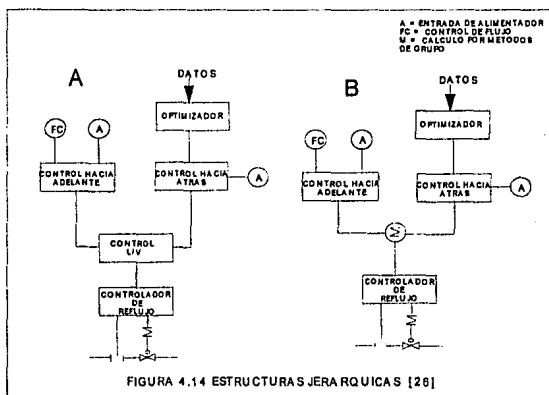 A = ENTRADA DE ALIMENTADOR
FC = CONTROL DE FLUJO
M = CALCULO POR METODOS
DE GRUPO
A
DATOS
OPTIMIZADOR
FC
A
CONTROL HACIA
ADELANTE
CONTROL HACIA
ATRAS
A
CONTROL
L/V
CONTROLADOR
DE
REFLUJO
M
B
DATOS
OPTIMIZADOR
FC
A
CONTROL HACIA
ADELANTE
CONTROL HACIA
ATRAS
A
M
CONTROLADOR
DE
REFLUJO
M
FIGURA 4.14 ESTRUCTURAS JERARQUICAS [26]